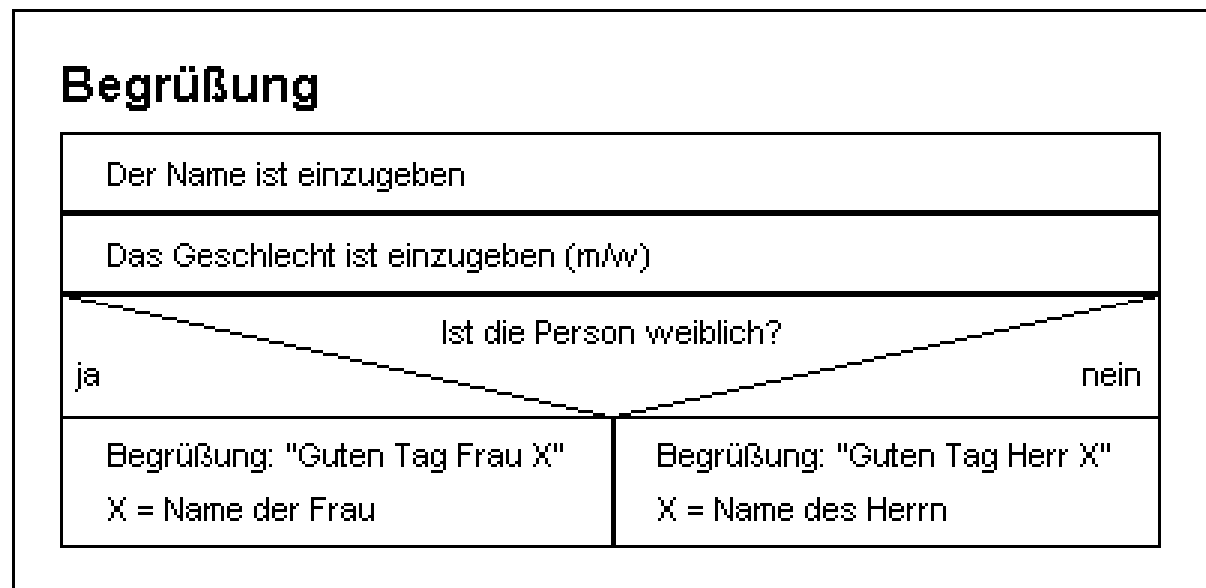 Begrüßung
Der Name ist einzugeben
Das Geschlecht ist einzugeben (m/w)
Ist die Person weiblich?
ja
nein
Begrüßung: "Guten Tag Frau X"
X = Name der Frau
Begrüßung: "Guten Tag Herr X"
X = Name des Herrn